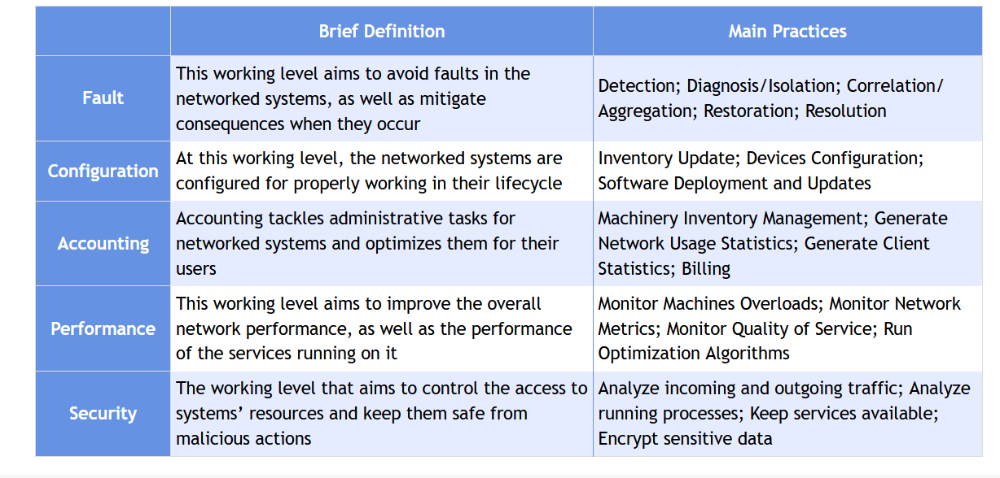 Brief Definition
Main Practices
Fault
This working level aims to avoid faults in the
networked systems, as well as mitigate
consequences when they occur
Detection; Diagnosis/Isolation; Correlation/
Aggregation; Restoration; Resolution
Configuration
At this working level, the networked systems are
configured for properly working in their lifecycle
Inventory Update; Devices Configuration;
Software Deployment and Updates
Accounting
Accounting tackles administrative tasks for
networked systems and optimizes them for their
users
Machinery Inventory Management; Generate
Network Usage Statistics; Generate Client
Statistics; Billing
Performance
This working level aims to improve the overall
network performance, as well as the performance
of the services running on it
Monitor Machines Overloads; Monitor Network
Metrics; Monitor Quality of Service; Run
Optimization Algorithms
Security
The working level that aims to control the access to
systems’ resources and keep them safe from
malicious actions
Analyze incoming and outgoing traffic; Analyze
running processes; Keep services available;
Encrypt sensitive data